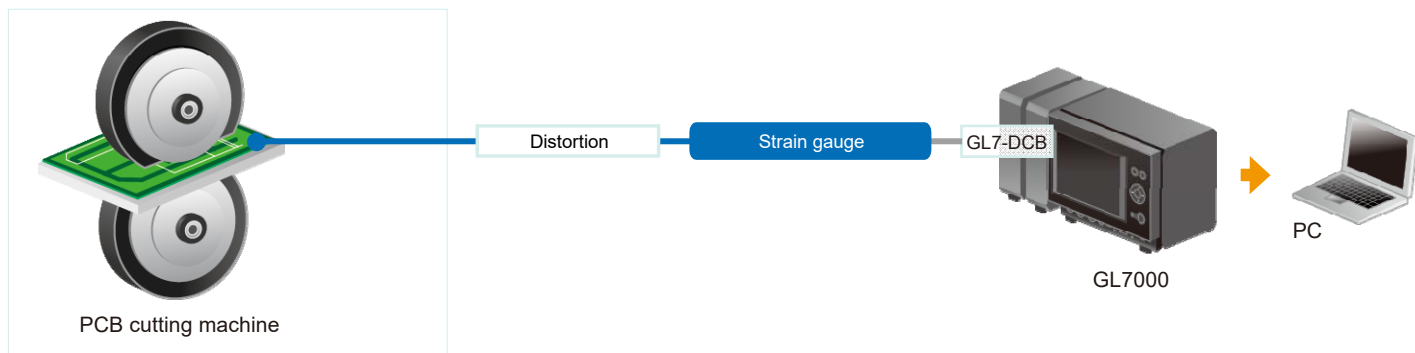 Distortion
Strain gauge
GL7-DCB
PC
GL7000
PCB cutting machine